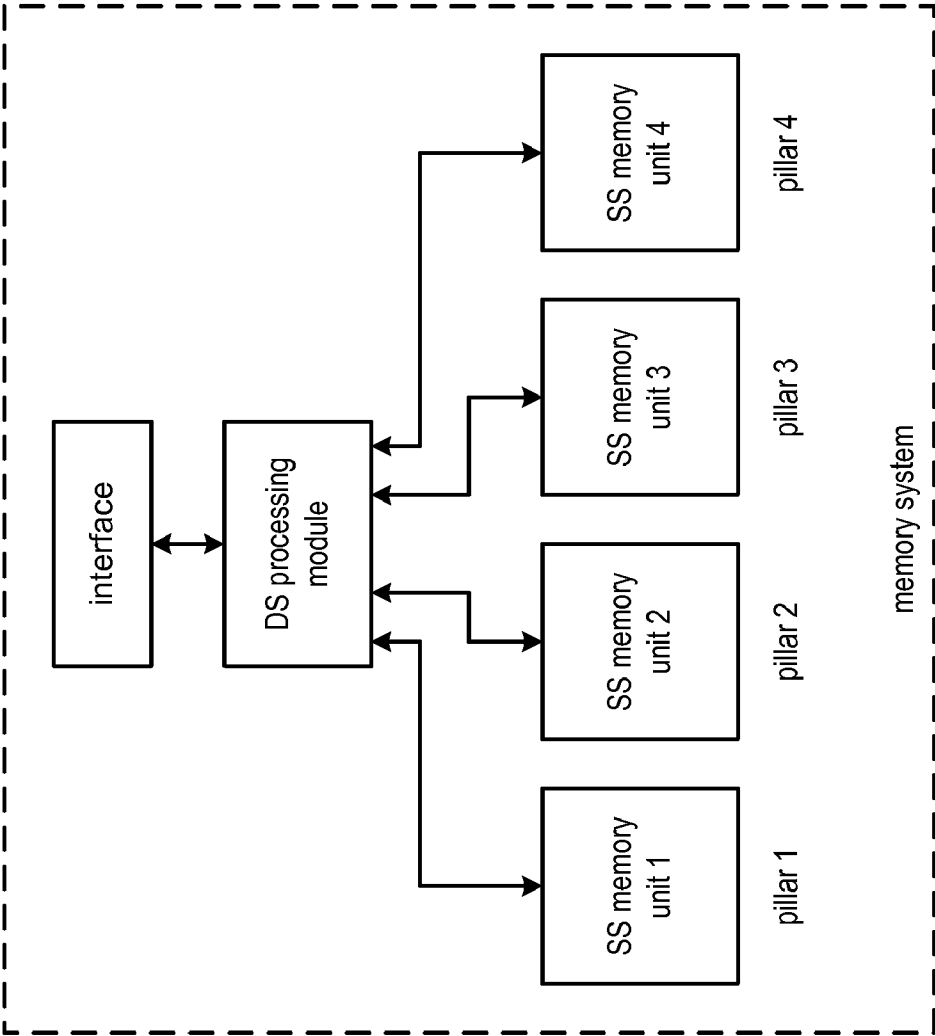 interface
DS processing
module
SS memory
unit 1
SS memory
unit 2
SS memory
unit 3
SS memory
unit 4
pillar 1
pillar 2
pillar 3
pillar 4
memory system